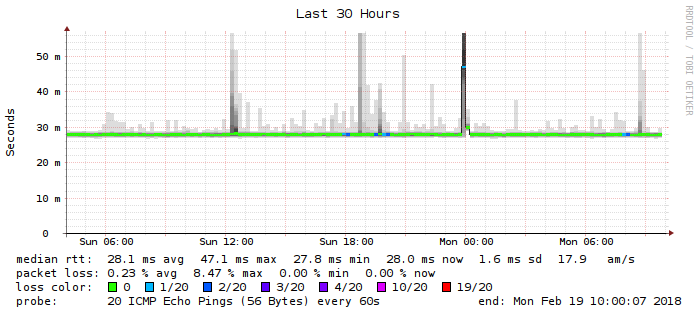 Last 30 Hours
RRDTOOL / TOBI OETIKER
Seconds
50 m
40 m
30 m
20 m
10 m
0
Sun 06:00 Sun 12:00 Sun 18:00 Mon 00:00 Mon 06:00
median rtt: 28.1 ms avg 47.1 ms max 27.8 ms min 28.0 ms now 1.6 ms sd 17.9 am/s
packet loss: 0.23 % avg 8.47 % max 0.00 % min 0.00 % now
loss color: 0 1/20 2/20 3/20 4/20 10/20 19/20
probe: 20 ICMP Echo Pings (56 Bytes) every 60s end: Mon Feb 19 10:00:07 2018